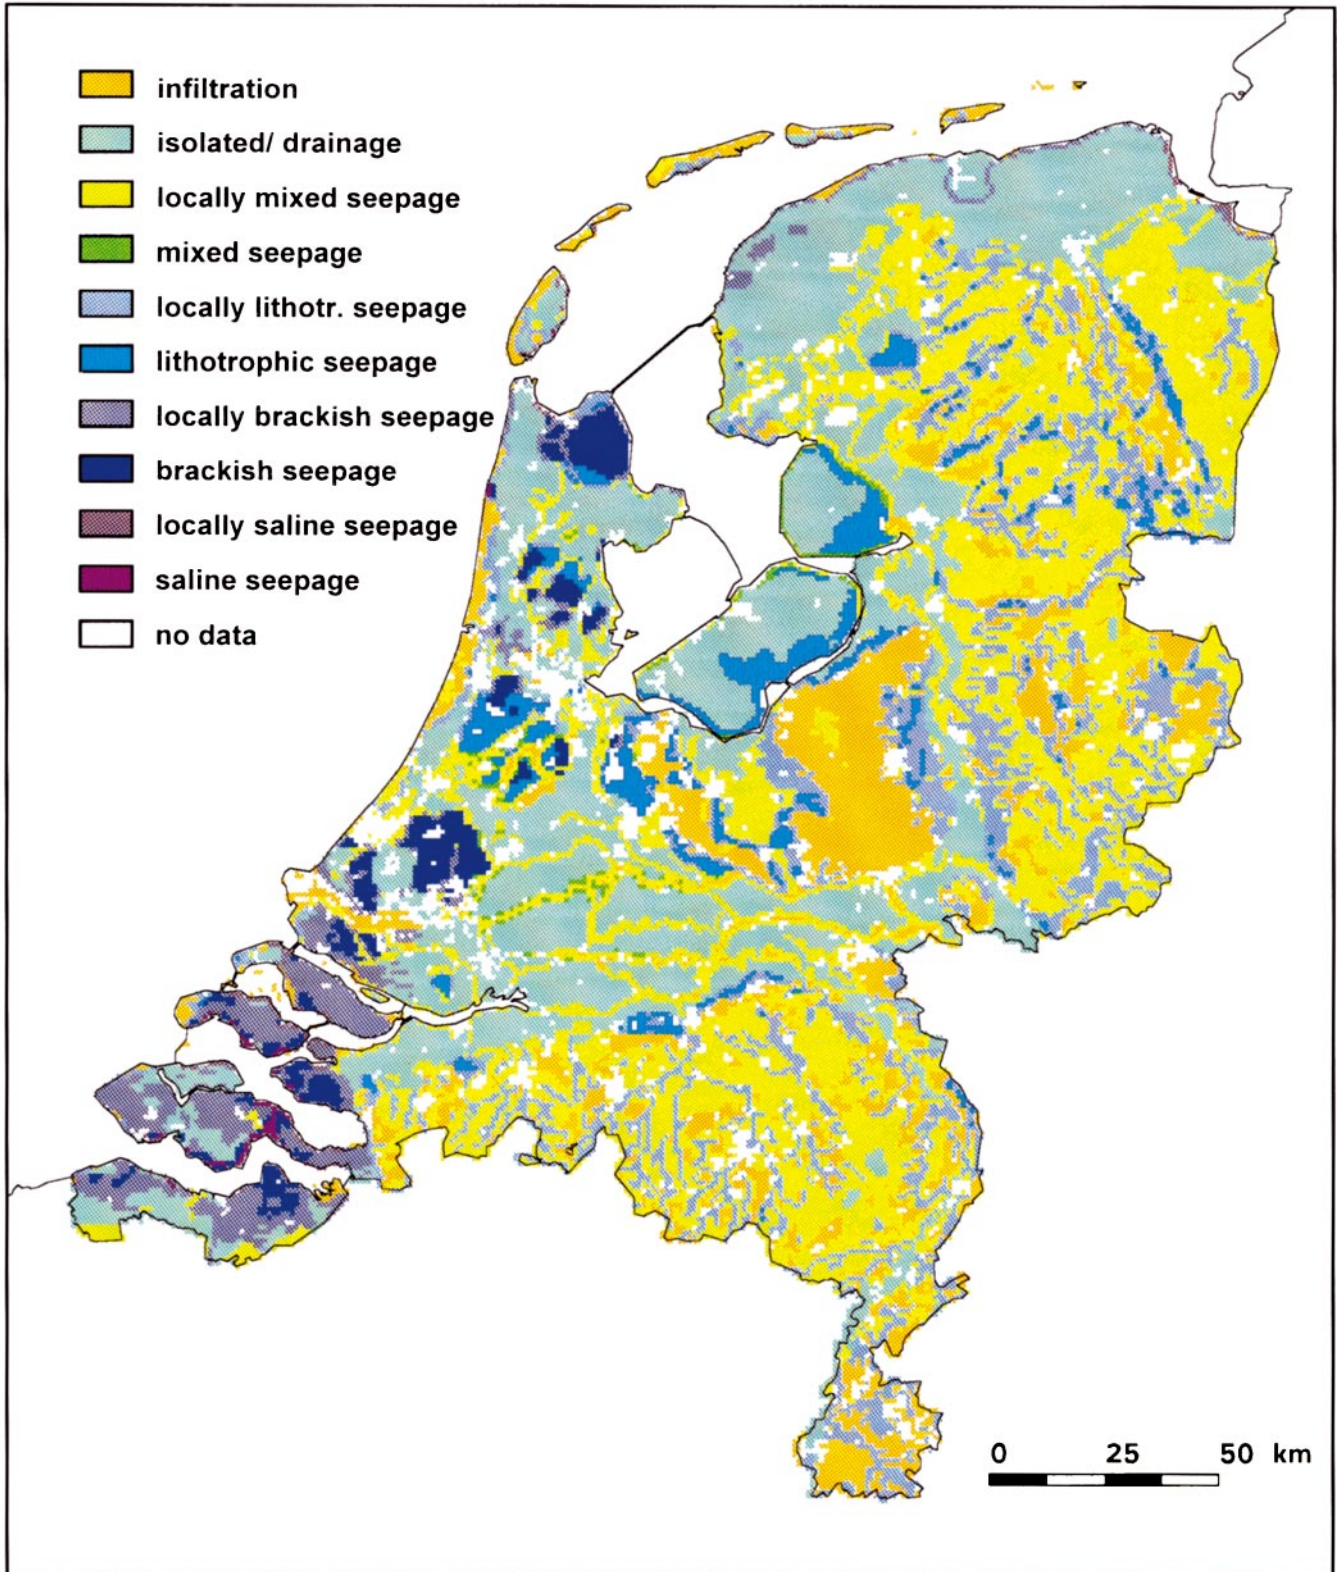 infiltration
isolated/ drainage
locally mixed seepage
mixed seepage
locally lithotr. seepage
lithotrophic seepage
locally brackish seepage
brackish seepage
locally saline seepage
saline seepage
no data
0 25 50 km